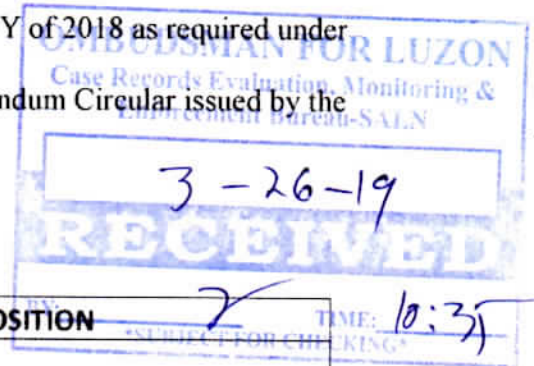 Y of 2018 as required under
OMBUDSMAN FOR LUZON
Case Records Evaluation, Monitoring &
ndum Circular issued by the
Enforcement Bureau-SALN
3-26-19
RECEIVED
OSITION
BY:
TIME: 10:35
*SUBJECT FOR CHECKING*